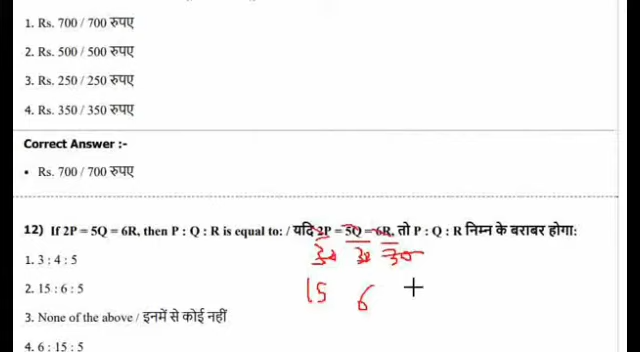 1. Rs. 700 / 700 रुपए
2. Rs. 500 / 500 रुपए
3. Rs. 250 / 250 रुपए
4. Rs. 350 / 350 रुपए
Correct Answer :-
• Rs. 700 / 700 रुपए
12) If 2P = 5Q = 6R, then P : Q : R is equal to: / यदि 2P = 5Q = 6R, तो P : Q : R निम्न के बराबर होगा:
30 30 30
1. 3 : 4 : 5
2. 15 : 6 : 5
15 6
3. None of the above / इनमें से कोई नहीं
4. 6 : 15 : 5